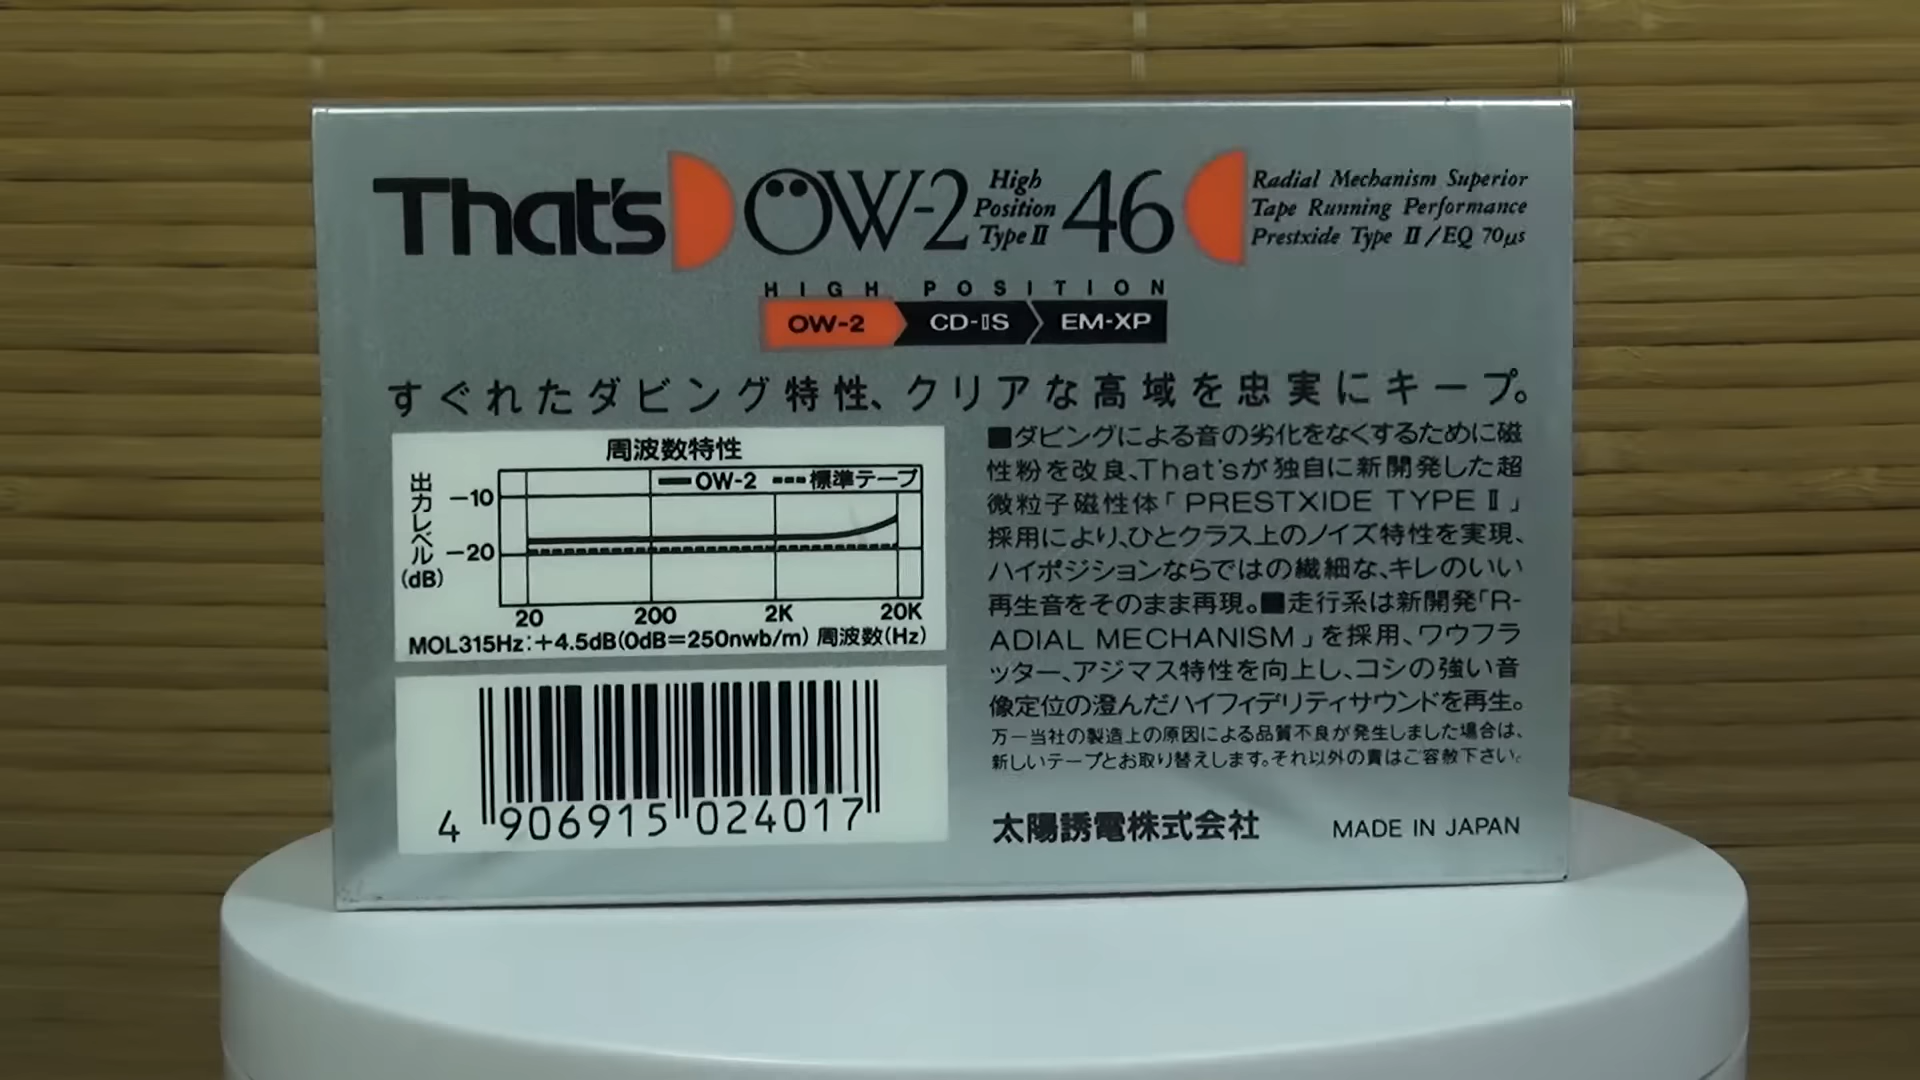 That's OW-2 High Position Type II 46
Radial Mechanism Superior
Tape Running Performance
Prestxide Type II/EQ 70μs
HIGH POSITION
OW-2 CD-IIS EM-XP
すぐれたダビング特性、クリアな高域を忠実にキープ。
周波数特性
出力レベル(dB)
OW-2 標準テープ
-10
-20
20 200 2K 20K
MOL315Hz:+4.5dB(0dB=250nwb/m) 周波数(Hz)
■ダビングによる音の劣化をなくするために磁
性粉を改良、That'sが独自に新開発した超
微粒子磁性体「PRESTXIDE TYPE II」
採用により、ひとクラス上のノイズ特性を実現、
ハイポジションならではの繊細な、キレのいい
再生音をそのまま再現。■走行系は新開発「R-
ADIAL MECHANISM」を採用、ワウフラ
ッター、アジマス特性を向上し、コシの強い音
像定位の澄んだハイフィデリティサウンドを再生。
万一当社の製造上の原因による品質不良が発生しました場合は、
新しいテープとお取り替えします。それ以外の責はご容赦下さい。
4 906915 024017
太陽誘電株式会社
MADE IN JAPAN